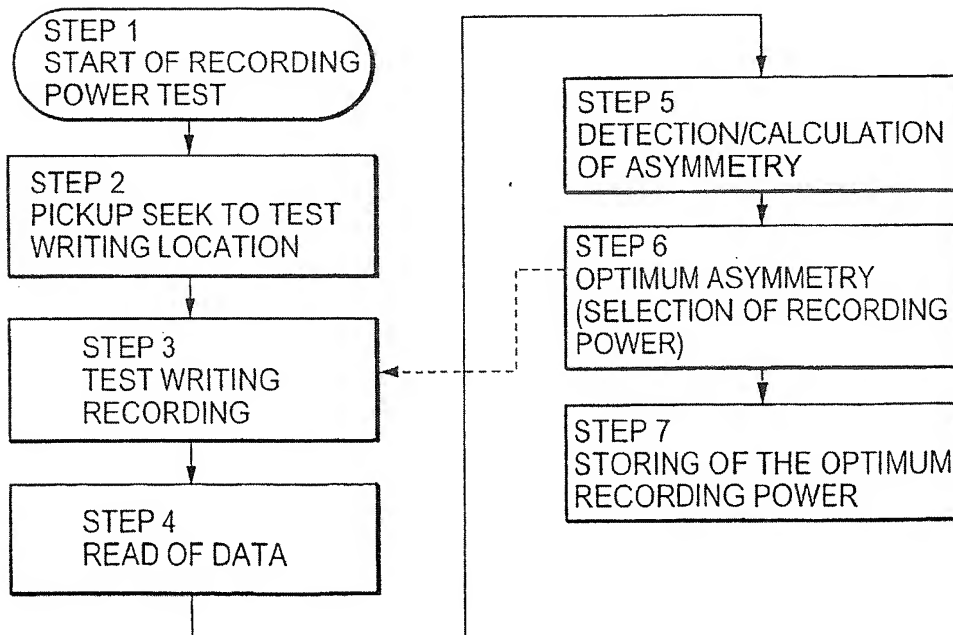 STEP 1
START OF RECORDING
POWER TEST
STEP 2
PICKUP SEEK TO TEST
WRITING LOCATION
STEP 3
TEST WRITING
RECORDING
STEP 4
READ OF DATA
STEP 5
DETECTION/CALCULATION
OF ASYMMETRY
STEP 6
OPTIMUM ASYMMETRY
(SELECTION OF RECORDING
POWER)
STEP 7
STORING OF THE OPTIMUM
RECORDING POWER